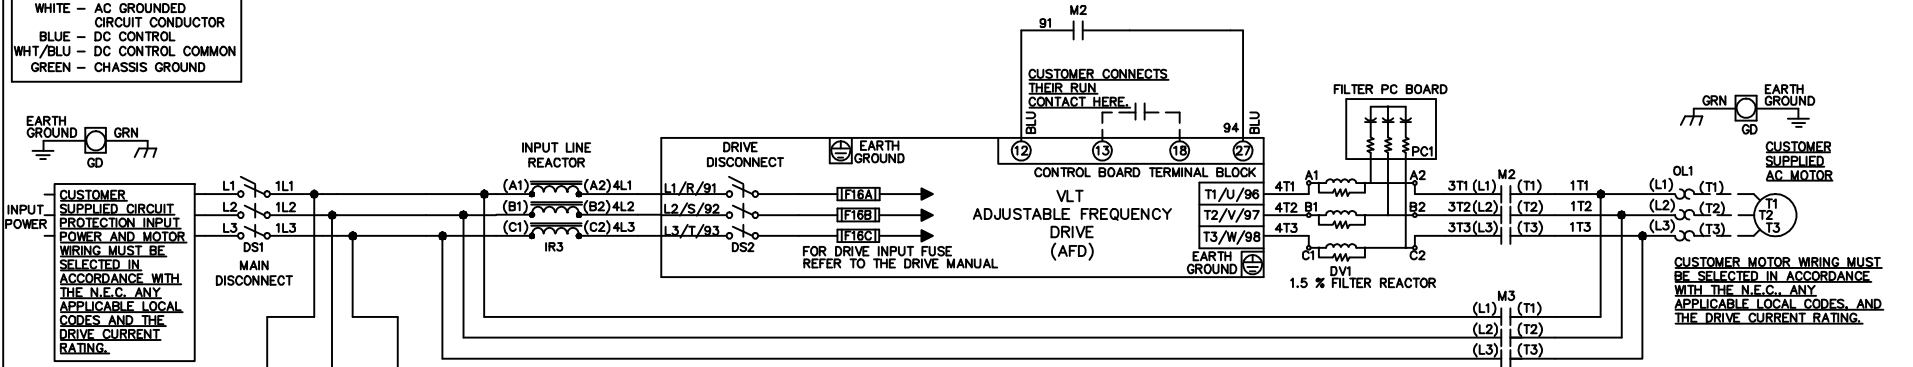 WHITE – AC GROUNDED
CIRCUIT CONDUCTOR
BLUE – DC CONTROL
WHT/BLU – DC CONTROL COMMON
GREEN – CHASSIS GROUND
EARTH
GROUND
GRN
GD
INPUT
POWER
CUSTOMER
SUPPLIED CIRCUIT
PROTECTION INPUT
POWER AND MOTOR
WIRING MUST BE
SELECTED IN
ACCORDANCE WITH
THE N.E.C. ANY
APPLICABLE LOCAL
CODES AND THE
DRIVE CURRENT
RATING.
L1 1L1
L2 1L2
L3 1L3
DS1
MAIN
DISCONNECT
INPUT LINE
REACTOR
(A1) (A2) 4L1
(B1) (B2) 4L2
(C1) (C2) 4L3
IR3
L1/R/91
L2/S/92
L3/T/93
DRIVE
DISCONNECT
DS2
EARTH
GROUND
F16A
F16B
F16C
FOR DRIVE INPUT FUSE
REFER TO THE DRIVE MANUAL
91
M2
CUSTOMER CONNECTS
THEIR RUN
CONTACT HERE.
BLU
94
BLU
12 13 18 27
CONTROL BOARD TERMINAL BLOCK
VLT
ADJUSTABLE FREQUENCY
DRIVE
(AFD)
T1/U/96
T2/V/97
T3/W/98
EARTH
GROUND
4T1
4T2
4T3
FILTER PC BOARD
PC1
A1 A2
B1 B2
C1 C2
DV1
1.5 % FILTER REACTOR
M2
3T1 (L1) (T1) 1T1
3T2 (L2) (T2) 1T2
3T3 (L3) (T3) 1T3
M3
(L1) (T1)
(L2) (T2)
(L3) (T3)
OL1
(L1) (T1)
(L2) (T2)
(L3) (T3)
T1
T2
T3
GRN
EARTH
GROUND
GD
CUSTOMER
SUPPLIED
AC MOTOR
CUSTOMER MOTOR WIRING MUST
BE SELECTED IN ACCORDANCE
WITH THE N.E.C., ANY
APPLICABLE LOCAL CODES, AND
THE DRIVE CURRENT RATING.